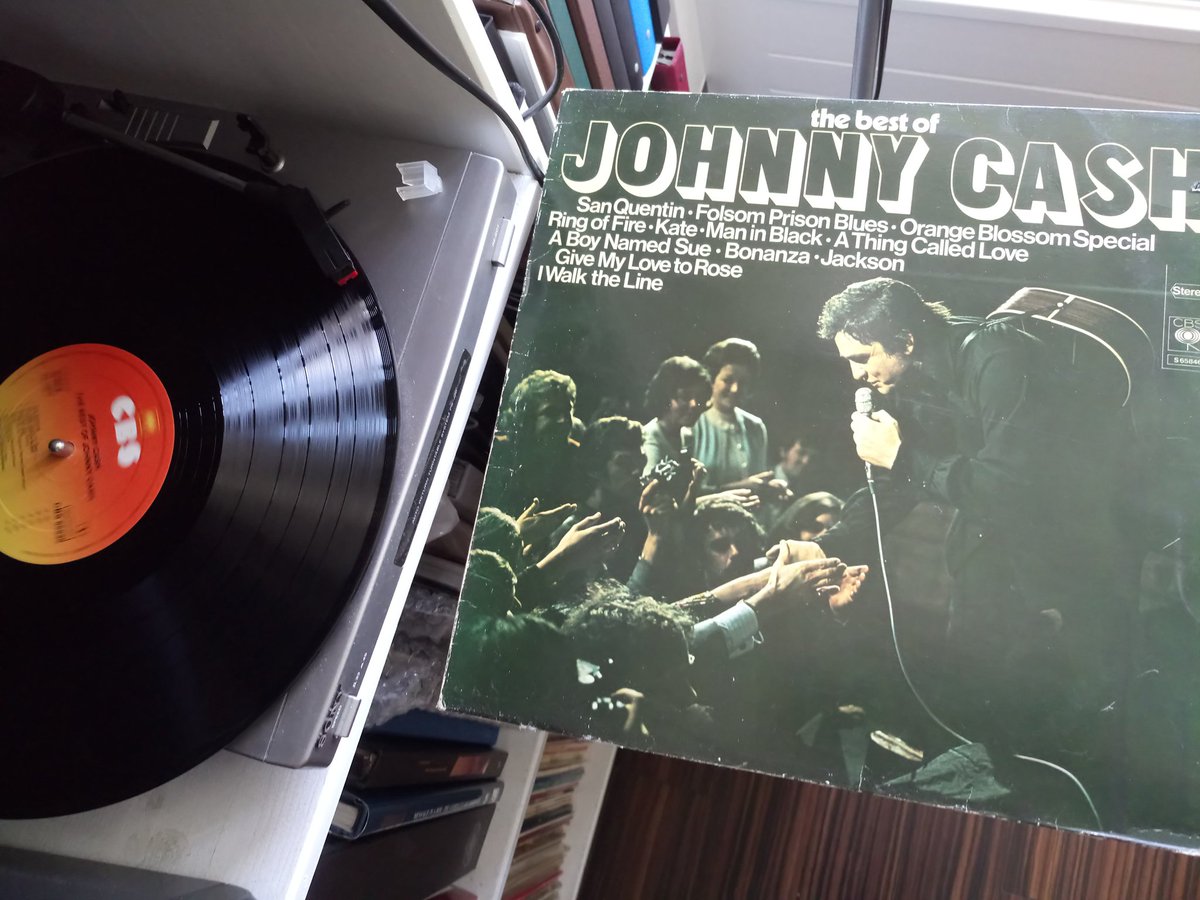 the best of
JOHNNY CASH
San Quentin · Folsom Prison Blues · Orange Blossom Special
Ring of Fire · Kate · Man in Black · A Thing Called Love
A Boy Named Sue · Bonanza · Jackson
Give My Love to Rose
I Walk the Line
Stereo
CBS
CBS